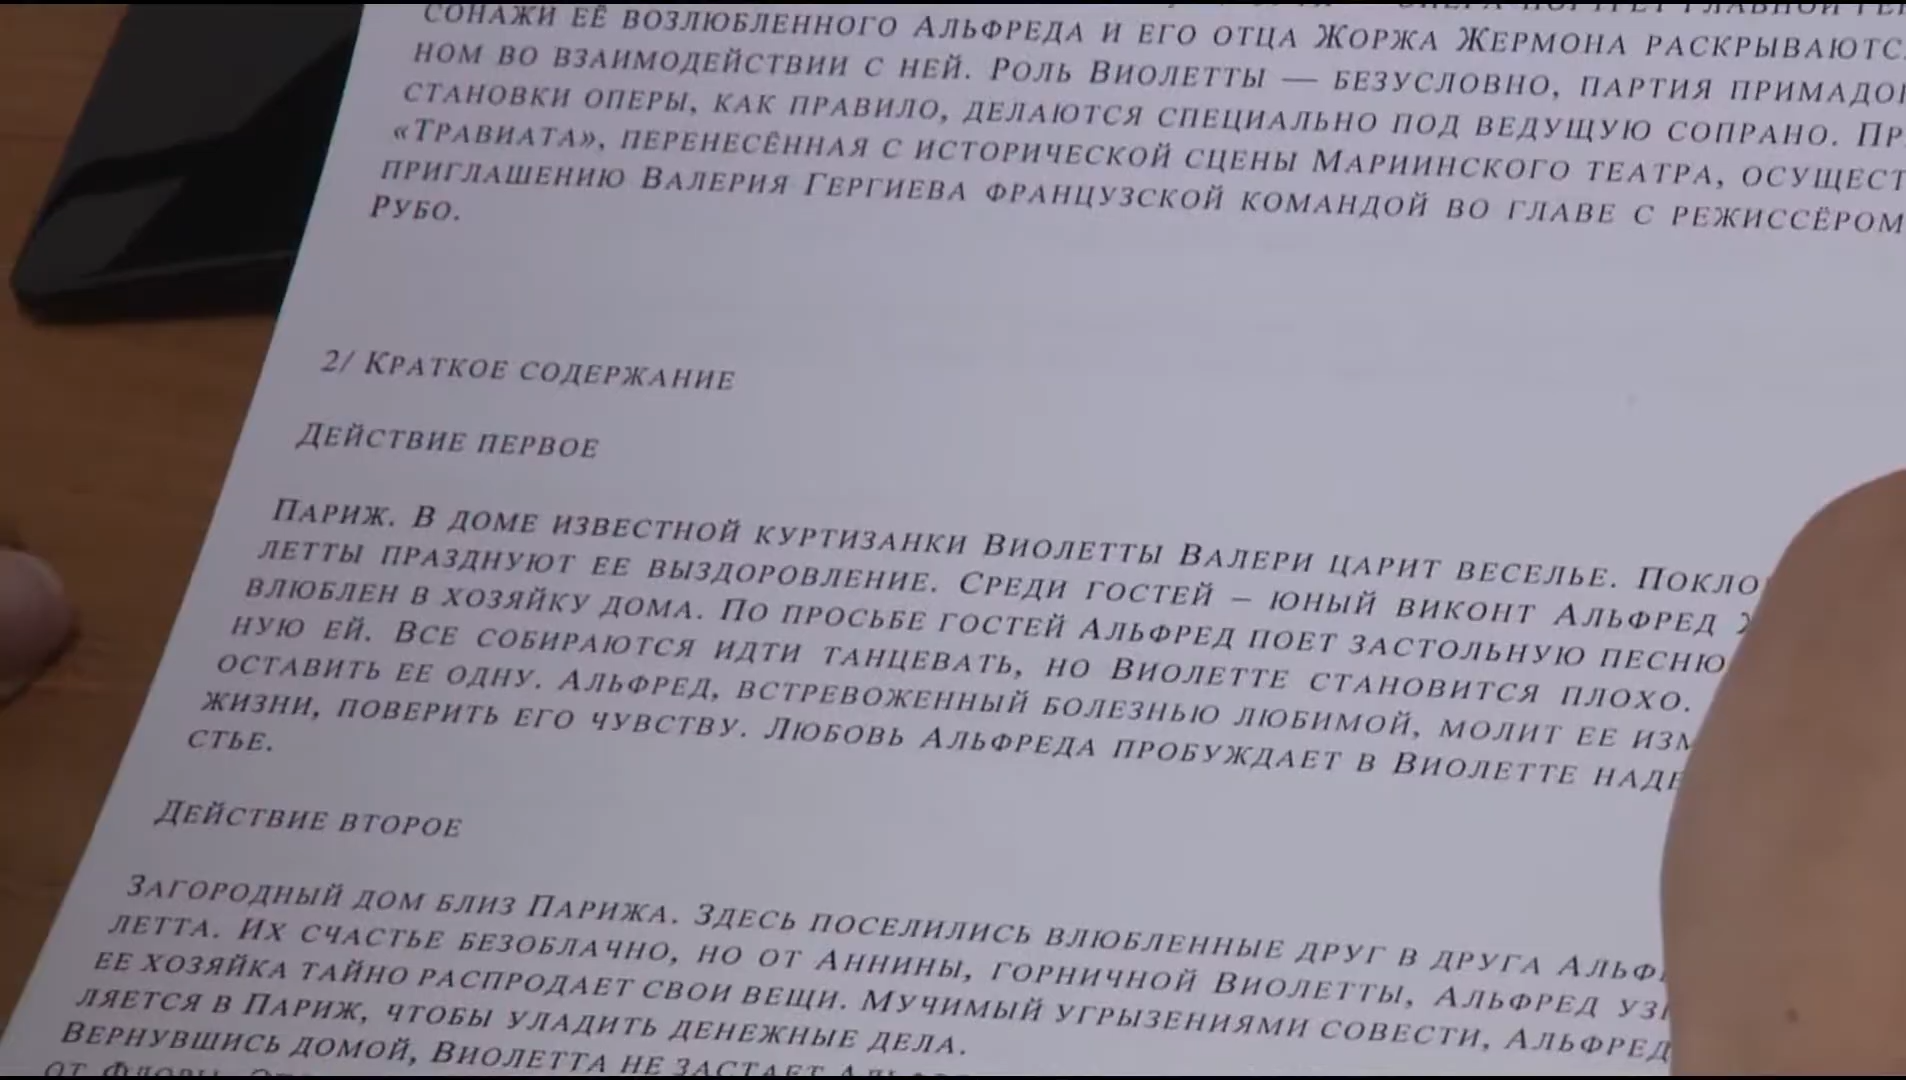 СОНАЖИ ЕЁ ВОЗЛЮБЛЕННОГО АЛЬФРЕДА И ЕГО ОТЦА ЖОРЖА ЖЕРМОНА РАСКРЫВАЮТС
НОМ ВО ВЗАИМОДЕЙСТВИИ С НЕЙ. РОЛЬ ВИОЛЕТТЫ — БЕЗУСЛОВНО, ПАРТИЯ ПРИМАДО
СТАНОВКИ ОПЕРЫ, КАК ПРАВИЛО, ДЕЛАЮТСЯ СПЕЦИАЛЬНО ПОД ВЕДУЩУЮ СОПРАНО. ПР
«ТРАВИАТА», ПЕРЕНЕСЁННАЯ С ИСТОРИЧЕСКОЙ СЦЕНЫ МАРИИНСКОГО ТЕАТРА, ОСУЩЕСТ
ПРИГЛАШЕНИЮ ВАЛЕРИЯ ГЕРГИЕВА ФРАНЦУЗСКОЙ КОМАНДОЙ ВО ГЛАВЕ С РЕЖИССЁРОМ
РУБО.
2/ КРАТКОЕ СОДЕРЖАНИЕ
ДЕЙСТВИЕ ПЕРВОЕ
ПАРИЖ. В ДОМЕ ИЗВЕСТНОЙ КУРТИЗАНКИ ВИОЛЕТТЫ ВАЛЕРИ ЦАРИТ ВЕСЕЛЬЕ. ПОКЛО
ЛЕТТЫ ПРАЗДНУЮТ ЕЕ ВЫЗДОРОВЛЕНИЕ. СРЕДИ ГОСТЕЙ – ЮНЫЙ ВИКОНТ АЛЬФРЕД
ВЛЮБЛЕН В ХОЗЯЙКУ ДОМА. ПО ПРОСЬБЕ ГОСТЕЙ АЛЬФРЕД ПОЕТ ЗАСТОЛЬНУЮ ПЕСНЮ
НУЮ ЕЙ. ВСЕ СОБИРАЮТСЯ ИДТИ ТАНЦЕВАТЬ, НО ВИОЛЕТТЕ СТАНОВИТСЯ ПЛОХО.
ОСТАВИТЬ ЕЕ ОДНУ. АЛЬФРЕД, ВСТРЕВОЖЕННЫЙ БОЛЕЗНЬЮ ЛЮБИМОЙ, МОЛИТ ЕЕ ИЗМ
ЖИЗНИ, ПОВЕРИТЬ ЕГО ЧУВСТВУ. ЛЮБОВЬ АЛЬФРЕДА ПРОБУЖДАЕТ В ВИОЛЕТТЕ НАДЕ
СТЬЕ.
ДЕЙСТВИЕ ВТОРОЕ
ЗАГОРОДНЫЙ ДОМ БЛИЗ ПАРИЖА. ЗДЕСЬ ПОСЕЛИЛИСЬ ВЛЮБЛЕННЫЕ ДРУГ В ДРУГА АЛЬФ
ЛЕТТА. ИХ СЧАСТЬЕ БЕЗОБЛАЧНО, НО ОТ АННИНЫ, ГОРНИЧНОЙ ВИОЛЕТТЫ, АЛЬФРЕД УЗ
ЕЕ ХОЗЯЙКА ТАЙНО РАСПРОДАЕТ СВОИ ВЕЩИ. МУЧИМЫЙ УГРЫЗЕНИЯМИ СОВЕСТИ, АЛЬФРЕД
ЛЯЕТСЯ В ПАРИЖ, ЧТОБЫ УЛАДИТЬ ДЕНЕЖНЫЕ ДЕЛА.
ВЕРНУВШИСЬ ДОМОЙ, ВИОЛЕТТА НЕ ЗАСТАЕТ